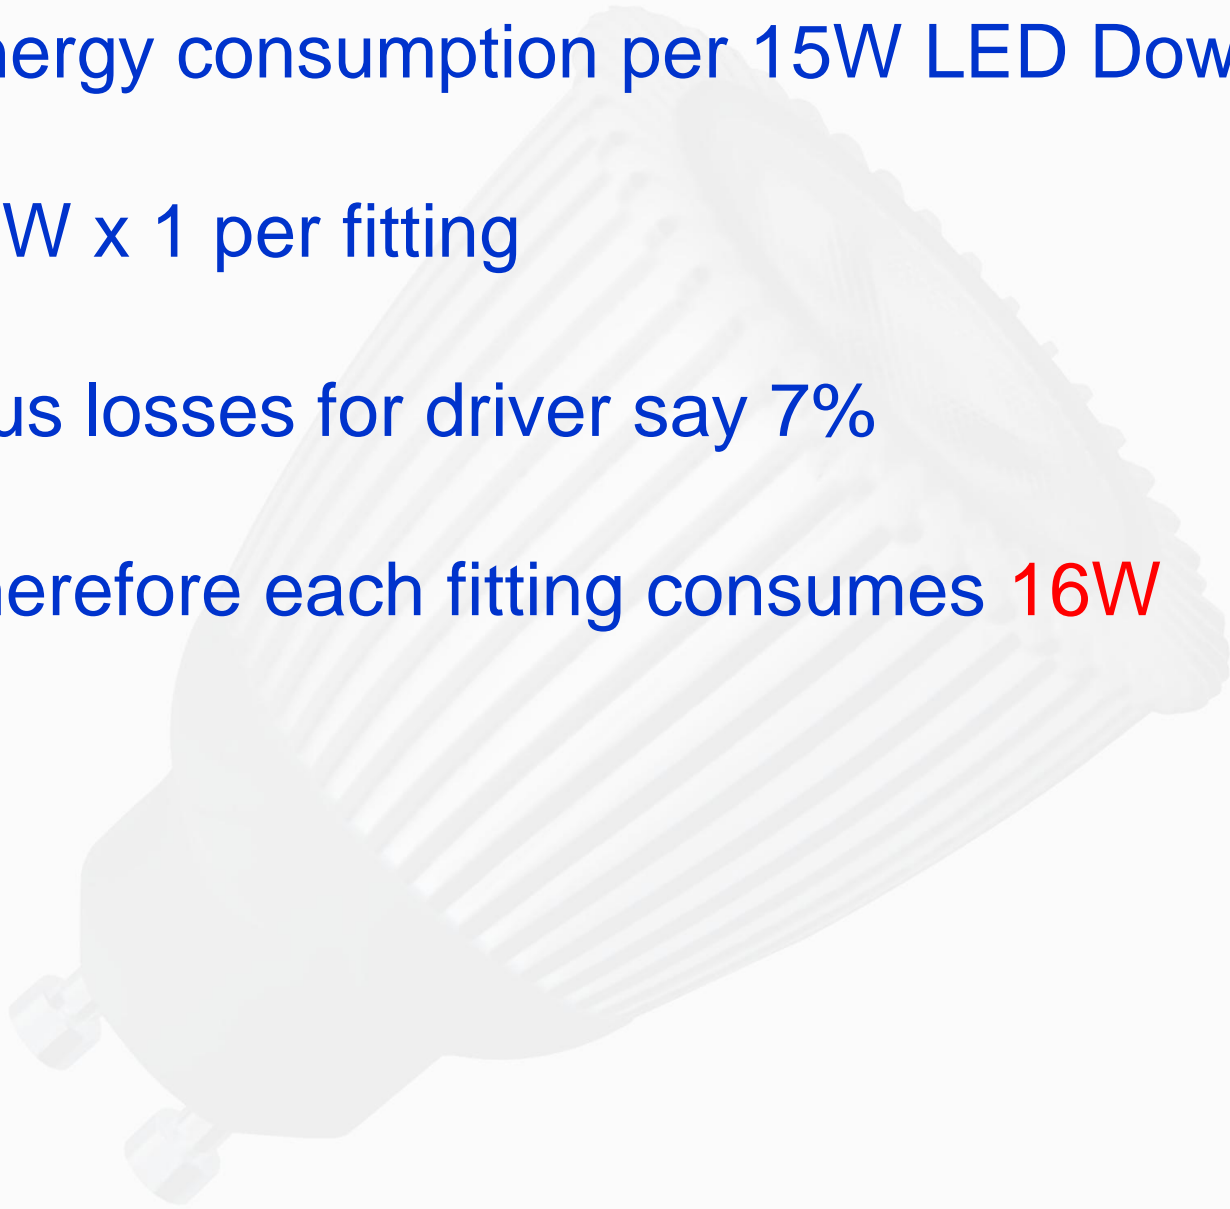 nergy consumption per 15W LED Dow
W x 1 per fitting
us losses for driver say 7%
herefore each fitting consumes 16W